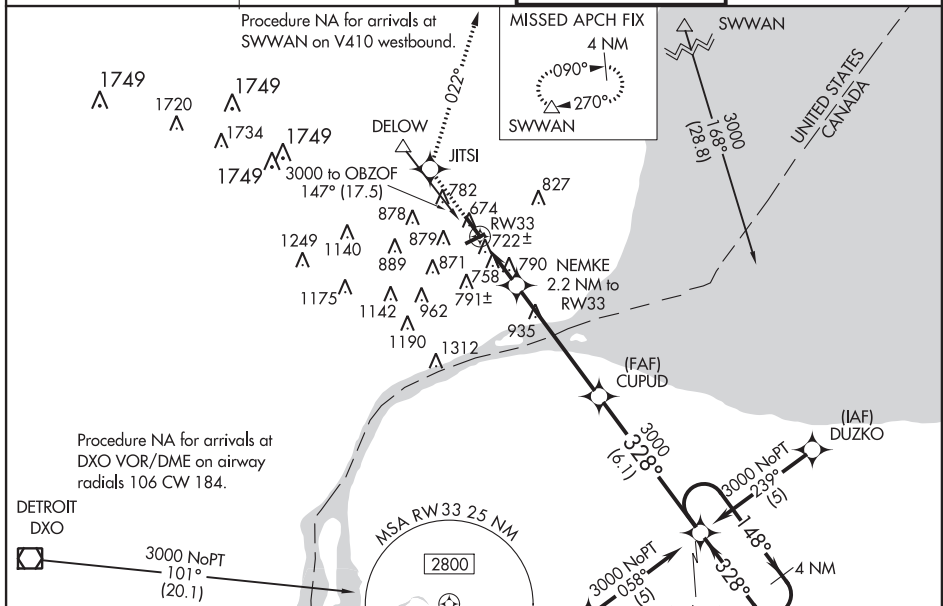 Procedure NA for arrivals at
SWWAN on V410 westbound.
022°
MISSED APCH FIX
4 NM
090°
270°
SWWAN
SWWAN
3000
168°
(28.8)
UNITED STATES
CANADA
1749
1720
1749
1734
1749
1749
DELOW
JITSI
3000 to OBZOF
147° (17.5)
782
827
674
878
RW33
722±
1249
1140
879
889
871
758
790
NEMKE
2.2 NM to
RW33
1175
1142
962
791±
935
1190
1312
(FAF)
CUPUD
3000
328°
(6.1)
(IAF)
DUZKO
3000 NoPT
239°
(5)
Procedure NA for arrivals at
DXO VOR/DME on airway
radials 106 CW 184.
DETROIT
DXO
3000 NoPT
101°
(20.1)
MSA RW33 25 NM
2800
148°
4 NM
328°
3000 NoPT
058°
(5)